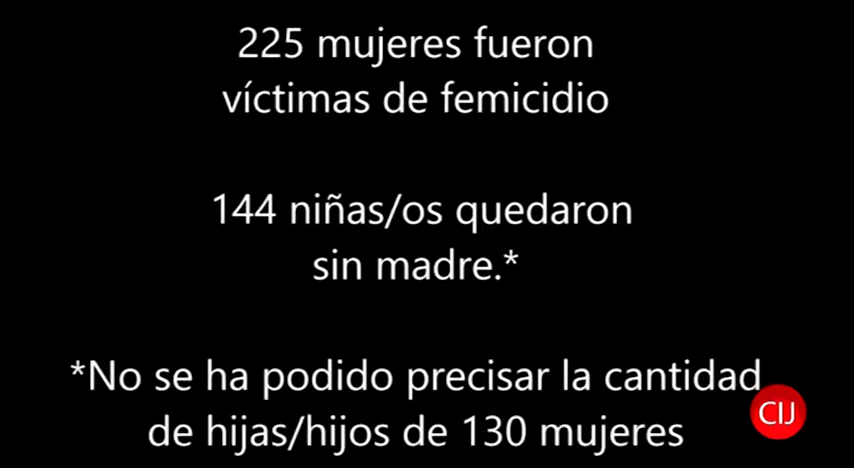 225 mujeres fueron
víctimas de femicidio
144 niñas/os quedaron
sin madre.*
*No se ha podido precisar la cantidad
de hijas/hijos de 130 mujeres
CIJ